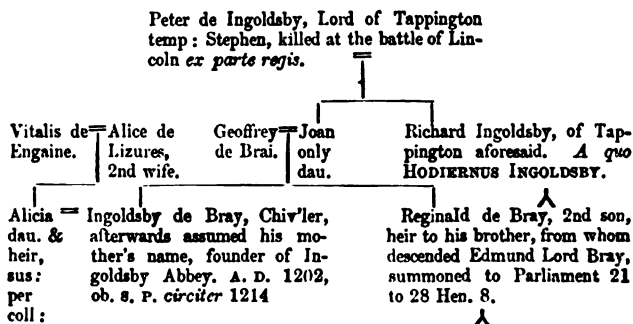 Peter de Ingoldsby, Lord of Tappington
temp: Stephen, killed at the battle of Lin-
coln ex parte regis.
Vitalis de
Engaine.
Alice de
Lizures,
2nd wife.
Geoffrey
de Brai.
Joan
only
dau.
Richard Ingoldsby, of Tap-
pington aforesaid. A quo
HODIERNUS INGOLDSBY.
Alicia
dau. &
heir,
sus:
per
coll:
Ingoldsby de Bray, Chiv'ler,
afterwards assumed his mo-
ther's name, founder of In-
goldsby Abbey. A. D. 1202,
ob. S. P. circiter 1214
Reginald de Bray, 2nd son,
heir to his brother, from whom
descended Edmund Lord Bray,
summoned to Parliament 21
to 28 Hen. 8.